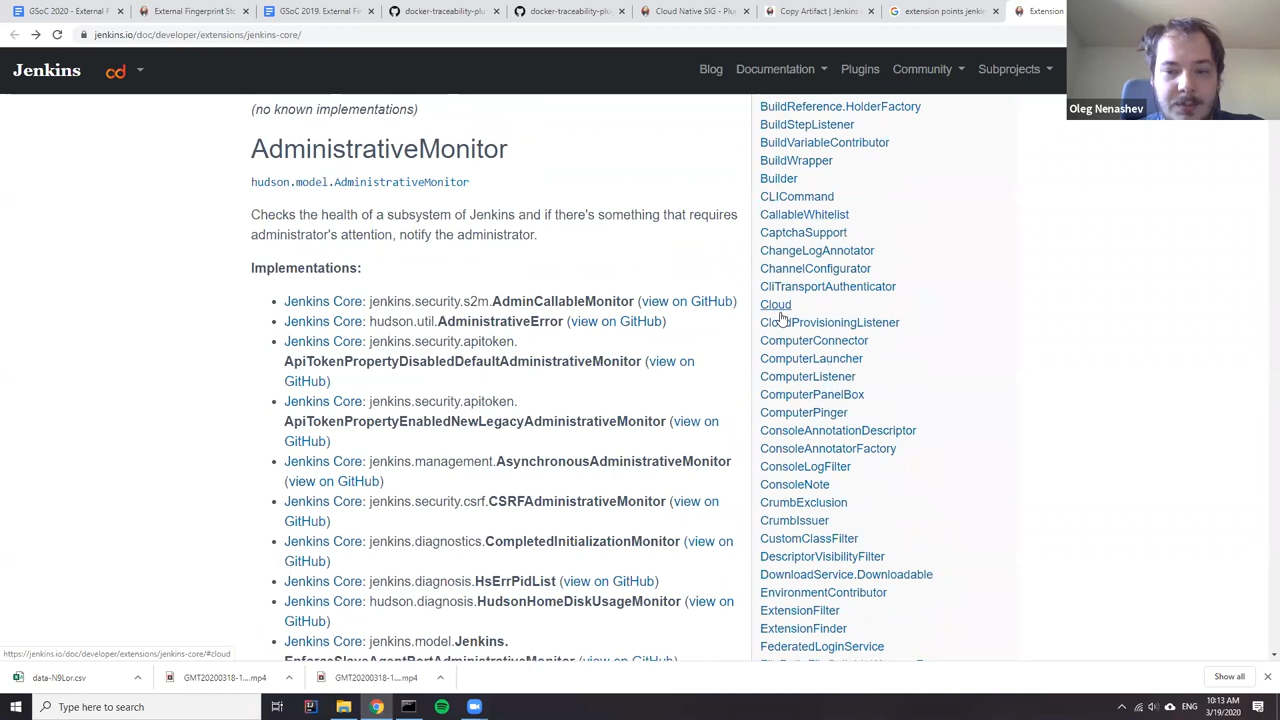 GSoC 2020 - External F
External Fingerprint Sto
GSoC 2019. External Fi
docker-traceability-plu
docker-traceability-plu
Cloud Native SIG - Plu
Copy Artifact | Jenkins
extension points jenki
Extension
jenkins.io/doc/developer/extensions/jenkins-core/
Jenkins
cd
Blog
Documentation
Plugins
Community
Subprojects
Oleg Nenashev
(no known implementations)
AdministrativeMonitor
hudson.model.AdministrativeMonitor
Checks the health of a subsystem of Jenkins and if there's something that requires
administrator's attention, notify the administrator.
Implementations:
Jenkins Core: jenkins.security.s2m.AdminCallableMonitor (view on GitHub)
Jenkins Core: hudson.util.AdministrativeError (view on GitHub)
Jenkins Core: jenkins.security.apitoken.
ApiTokenPropertyDisabledDefaultAdministrativeMonitor (view on
GitHub)
Jenkins Core: jenkins.security.apitoken.
ApiTokenPropertyEnabledNewLegacyAdministrativeMonitor (view on
GitHub)
Jenkins Core: jenkins.management.AsynchronousAdministrativeMonitor
(view on GitHub)
Jenkins Core: jenkins.security.csrf.CSRFAdministrativeMonitor (view on
GitHub)
Jenkins Core: jenkins.diagnostics.CompletedInitializationMonitor (view on
GitHub)
Jenkins Core: jenkins.diagnosis.HsErrPidList (view on GitHub)
Jenkins Core: hudson.diagnosis.HudsonHomeDiskUsageMonitor (view on
GitHub)
Jenkins Core: jenkins.model.Jenkins.
EnforceSlaveAgentPortAdministrativeMonitor (view on GitHub)
BuildReference.HolderFactory
BuildStepListener
BuildVariableContributor
BuildWrapper
Builder
CLICommand
CallableWhitelist
CaptchaSupport
ChangeLogAnnotator
ChannelConfigurator
CliTransportAuthenticator
Cloud
CloudProvisioningListener
ComputerConnector
ComputerLauncher
ComputerListener
ComputerPanelBox
ComputerPinger
ConsoleAnnotationDescriptor
ConsoleAnnotatorFactory
ConsoleLogFilter
ConsoleNote
CrumbExclusion
CrumbIssuer
CustomClassFilter
DescriptorVisibilityFilter
DownloadService.Downloadable
EnvironmentContributor
ExtensionFilter
ExtensionFinder
FederatedLoginService
https://jenkins.io/doc/developer/extensions/jenkins-core/#cloud
data-N9Lor.csv
GMT20200318-1....mp4
GMT20200318-1....mp4
Show all
Type here to search
ENG
10:13 AM
3/19/2020